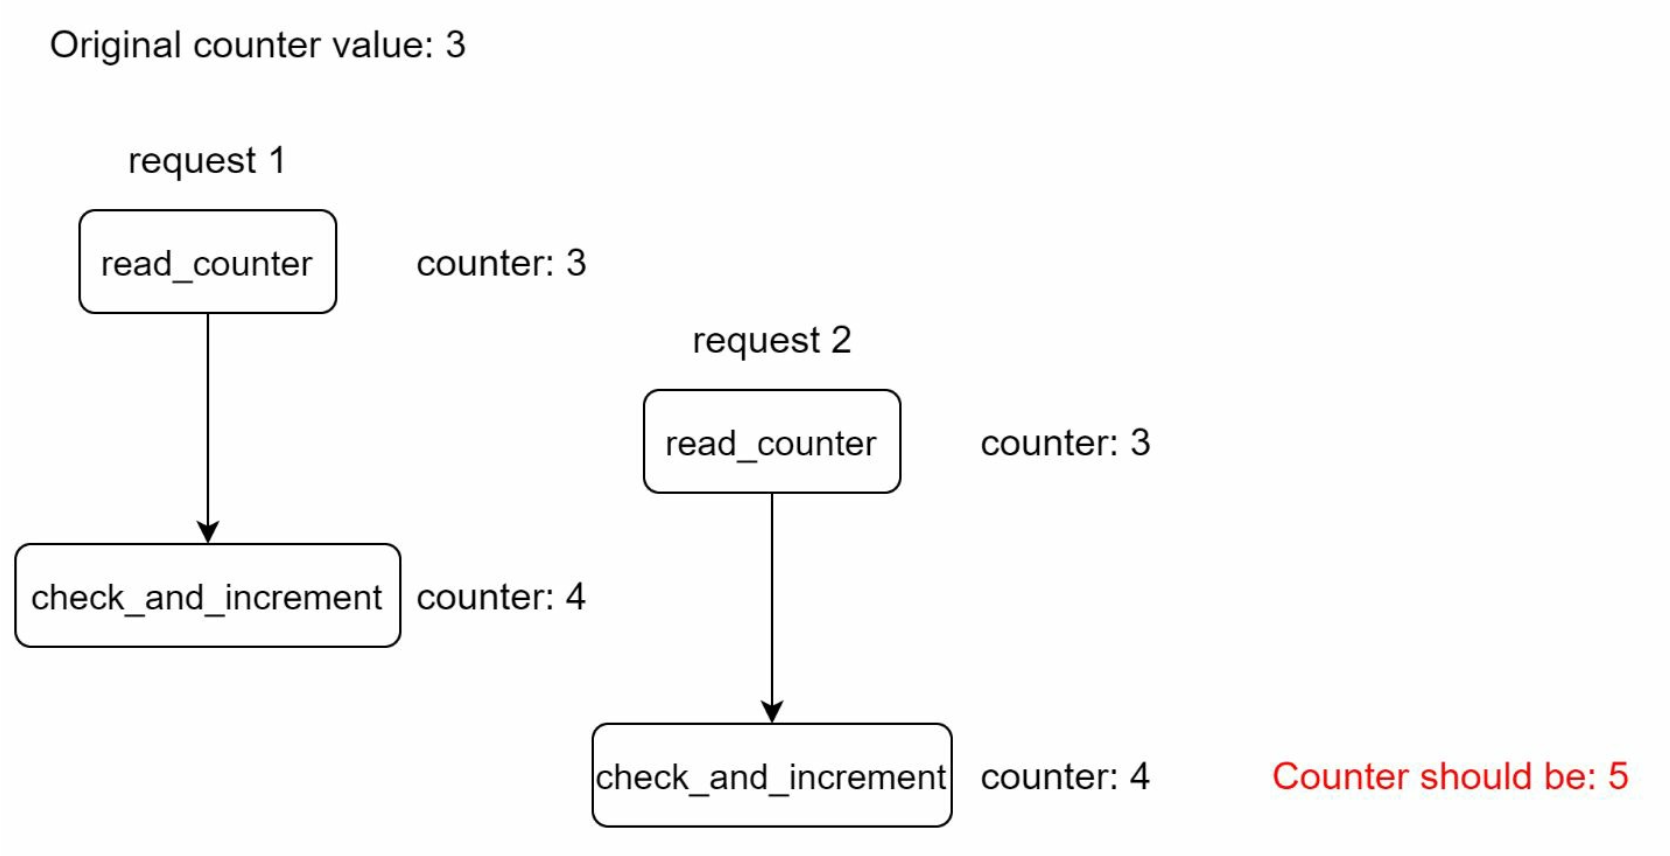 Original counter value: 3
request 1
read_counter
counter: 3
request 2
read_counter
counter: 3
check_and_increment
counter: 4
check_and_increment
counter: 4
Counter should be: 5